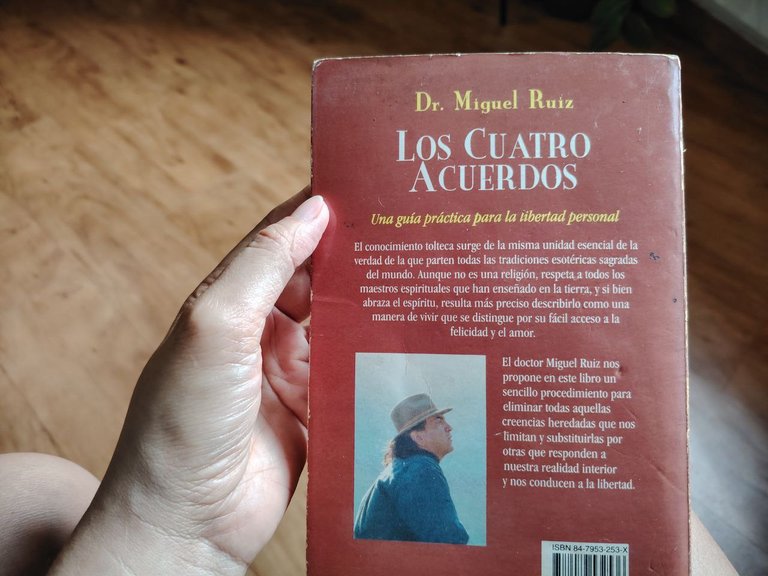 Dr. Miguel Ruiz
LOS CUATRO
ACUERDOS
Una guía práctica para la libertad personal
El conocimiento tolteca surge de la misma unidad esencial de la
verdad de la que parten todas las tradiciones esotéricas sagradas
del mundo. Aunque no es una religión, respeta a todos los
maestros espirituales que han enseñado en la tierra, y si bien
abraza el espíritu, resulta más preciso describirlo como una
manera de vivir que se distingue por su fácil acceso a la
felicidad y el amor.
El doctor Miguel Ruiz nos
propone en este libro un
sencillo procedimiento para
eliminar todas aquellas
creencias heredadas que nos
limitan y substituirlas por
otras que responden a
nuestra realidad interior
y nos conducen a la libertad.
ISBN 84-7953-253-X